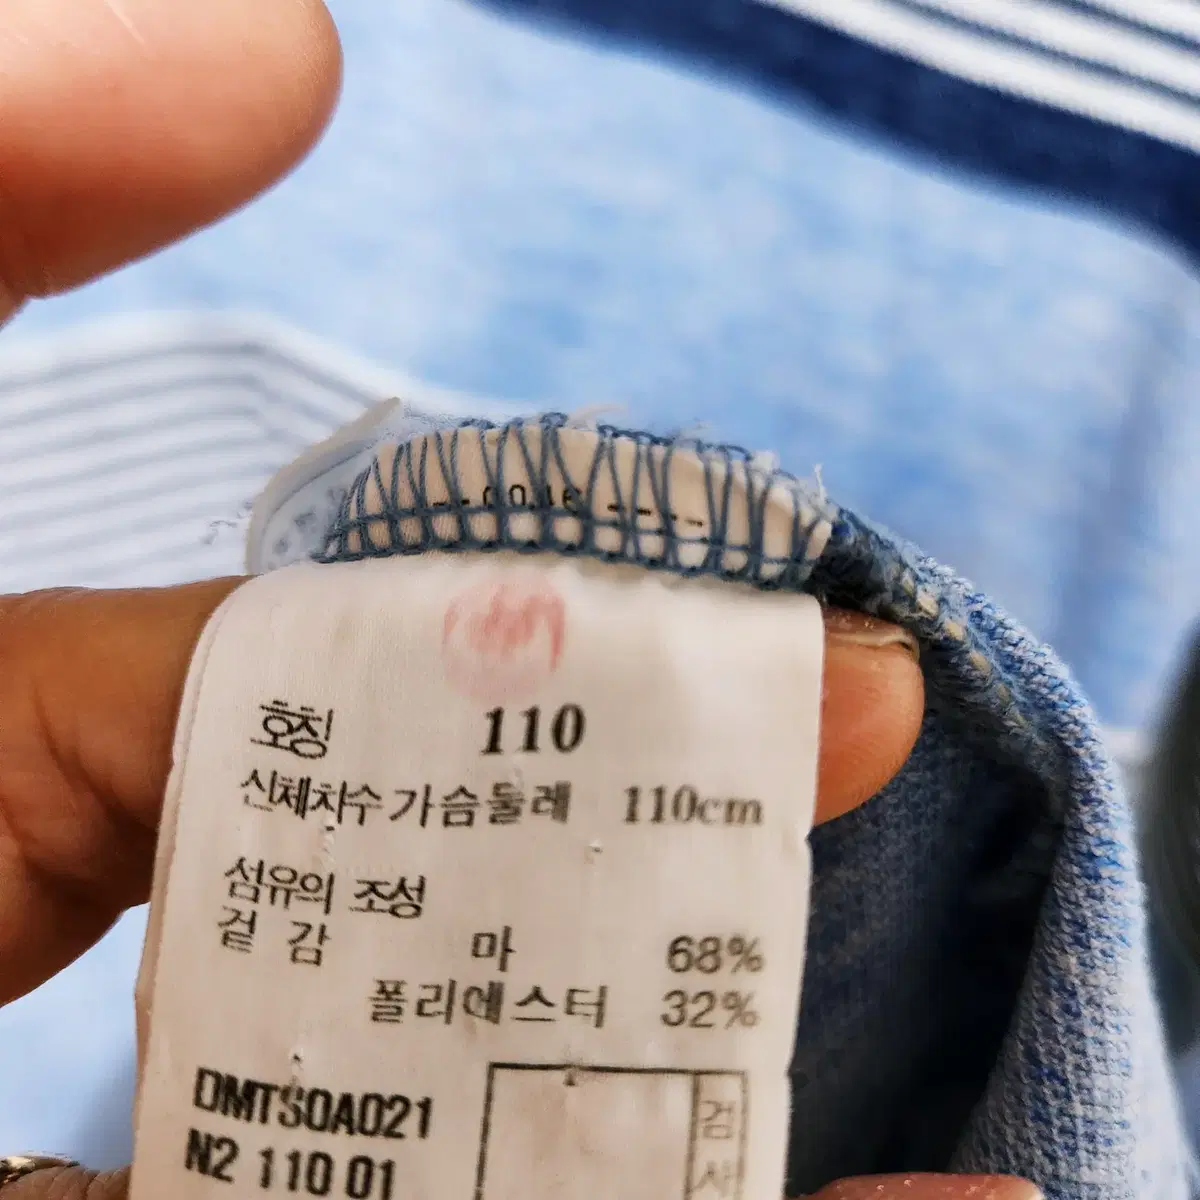 호칭 110
신체치수 가슴둘레 110cm
섬유의 조성
겉 감 마 68%
폴리에스터 32%
DMTS0A021
N2 110 01
검
사